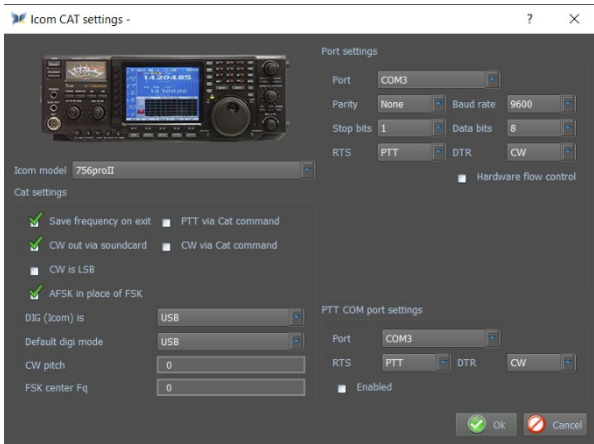 Icom CAT settings -
Port settings
Port COM3
Parity None Baud rate 9600
Stop bits 1 Data bits 8
RTS PTT DTR CW
Hardware flow control
14.204.85
Icom model 756proII
Cat settings
Save frequency on exit PTT via Cat command
CW out via soundcard CW via Cat command
CW is LSB
AFSK in place of FSK
DIG (Icom) is USB
Default digi mode USB
CW pitch 0
FSK center Fq 0
PTT COM port settings
Port COM3
RTS PTT DTR CW
Enabled
Ok Cancel